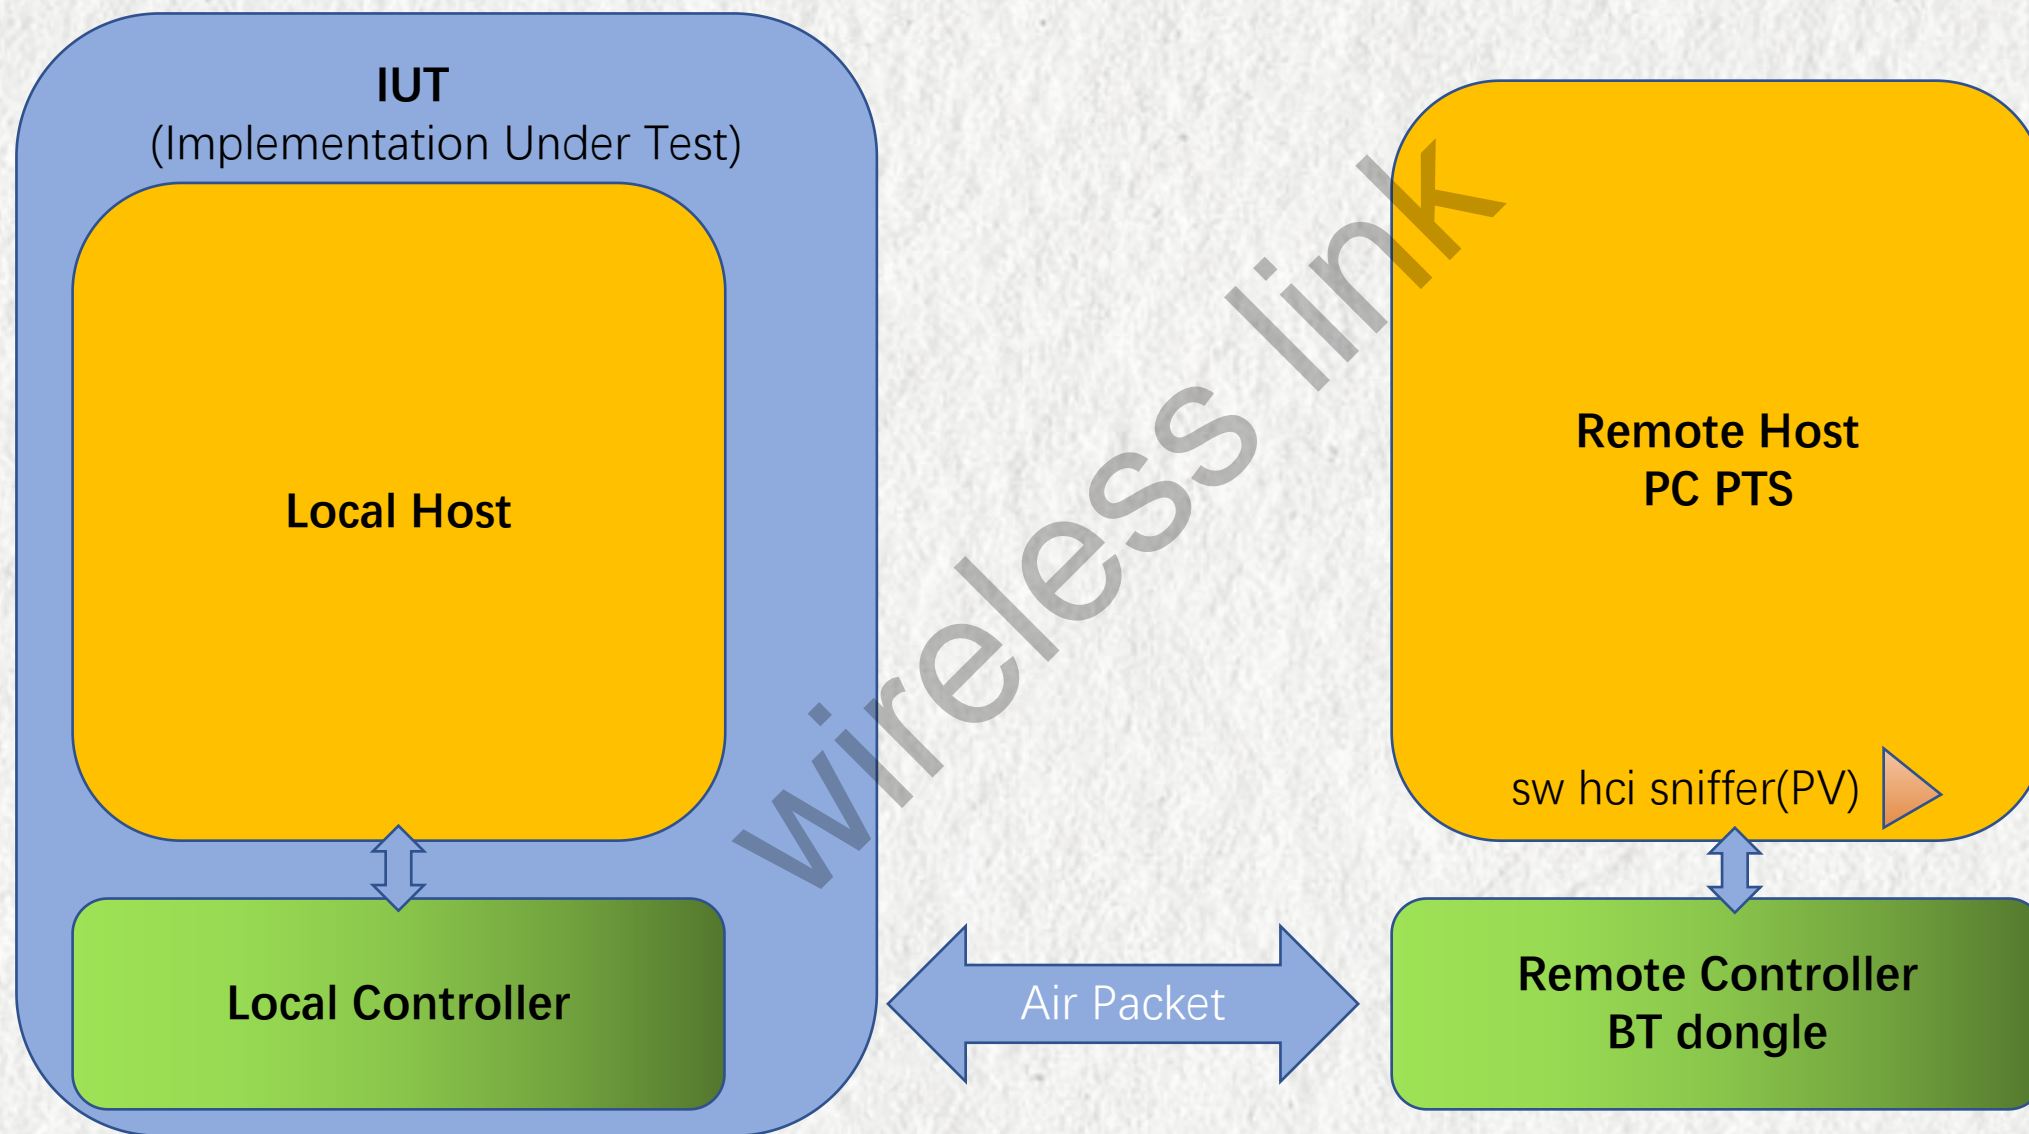 IUT
(Implementation Under Test)
Local Host
Local Controller
wireless link
Air Packet
Remote Host
PC PTS
sw hci sniffer(PV)
Remote Controller
BT dongle